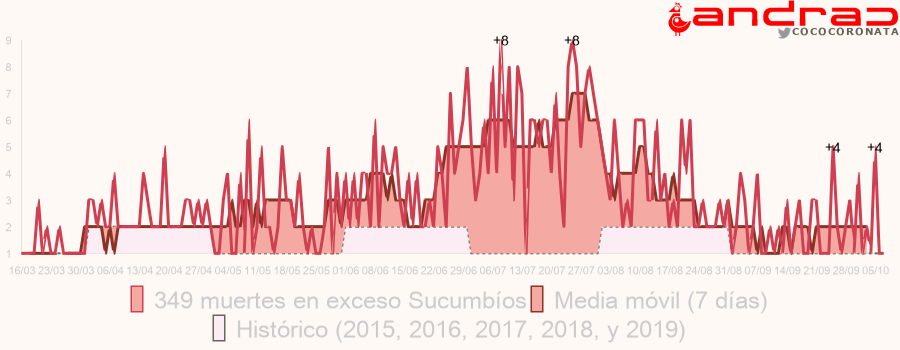 andrac
COCOCORONATA
9
8
7
6
5
4
3
2
1
+8 +8
+4 +4
16/03 23/03 30/03 06/04 13/04 20/04 27/04 04/05 11/05 18/05 25/05 01/06 08/06 15/06 22/06 29/06 06/07 13/07 20/07 27/07 03/08 10/08 17/08 24/08 31/08 07/09 14/09 21/09 28/09 05/10
349 muertes en exceso Sucumbíos Media móvil (7 días)
Histórico (2015, 2016, 2017, 2018, y 2019)